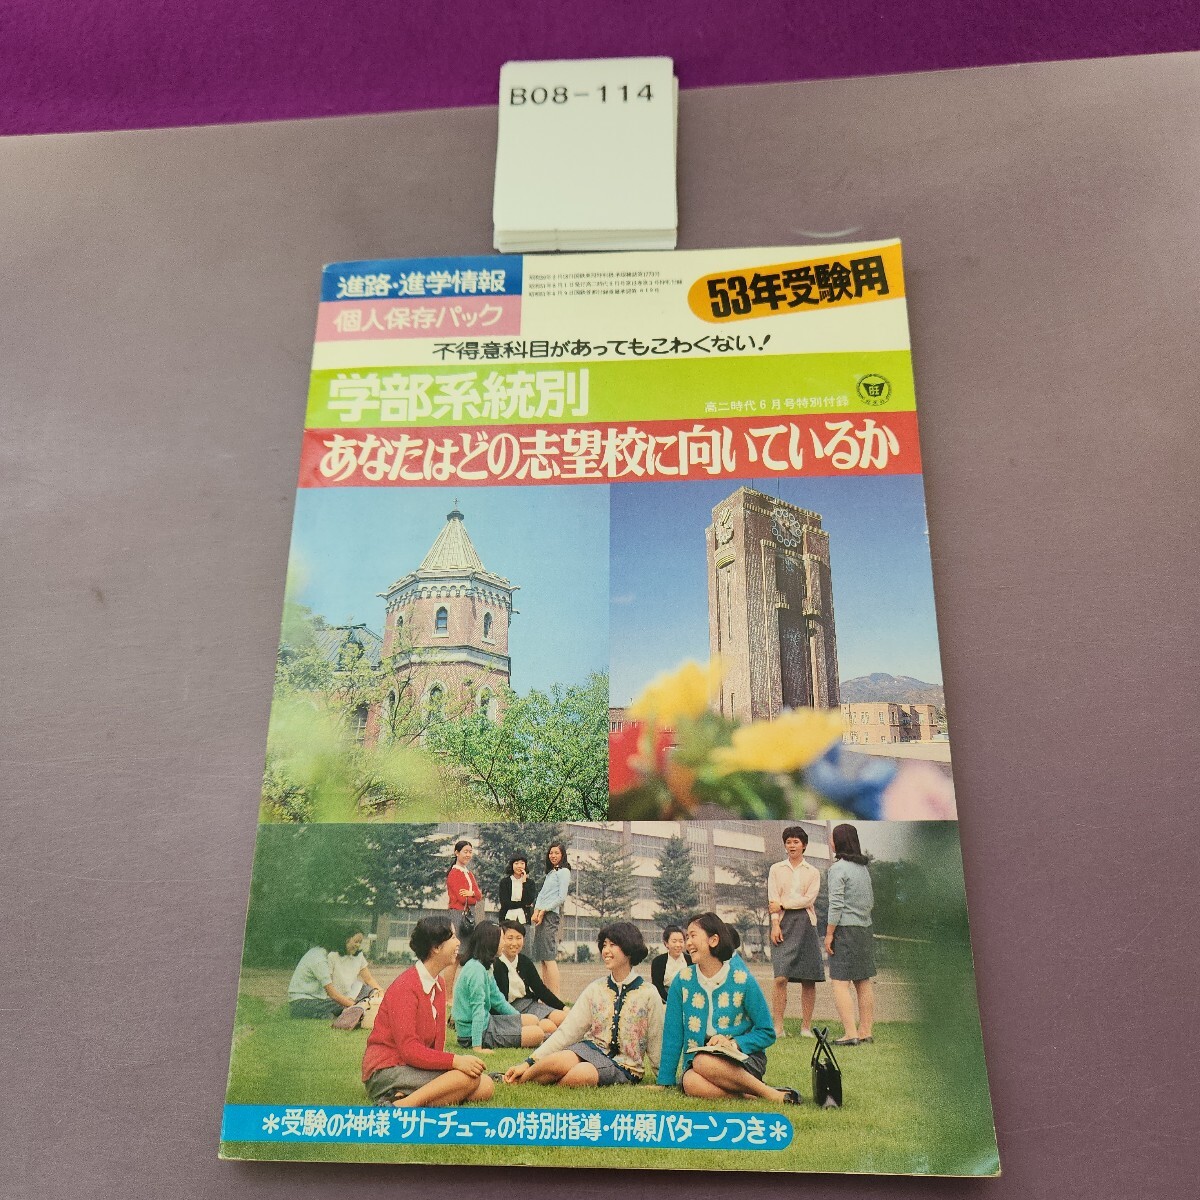 B08-114
進路・進学情報
個人保存パック
53年受験用
不得意科目があってもこわくない！
学部系統別
高二時代6月号特別付録
旺
あなたはどの志望校に向いているか
＊受験の神様“サトチュー„の特別指導・併願パターンつき＊